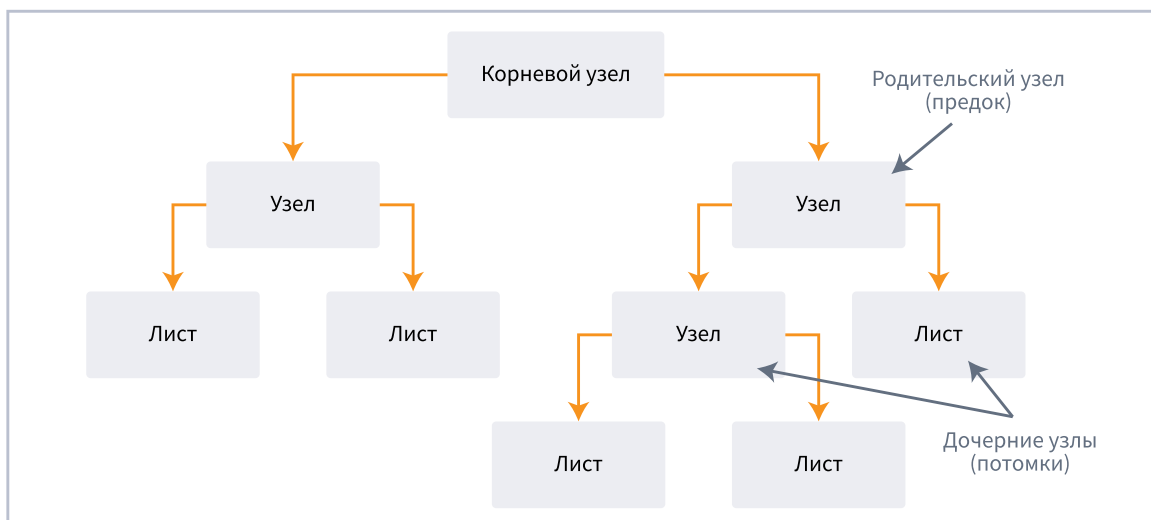 Корневой узел
Родительский узел
(предок)
Узел
Узел
Лист
Лист
Узел
Лист
Дочерние узлы
(потомки)
Лист
Лист